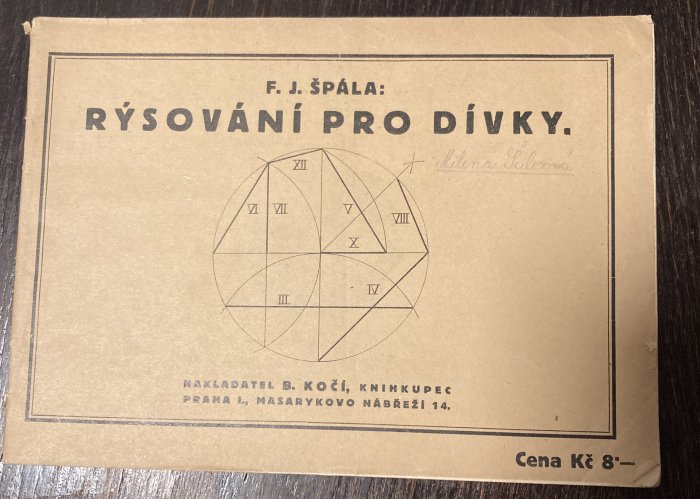 F. J. ŠPÁLA:
RÝSOVÁNÍ PRO DÍVKY.
Milena
XII
VI
VII
V
VIII
X
III
IV
NAKLADATEL B. KOČÍ, KNIHKUPEC
PRAHA I., MASARYKOVO NÁBŘEŽÍ 14.
Cena Kč 8·—